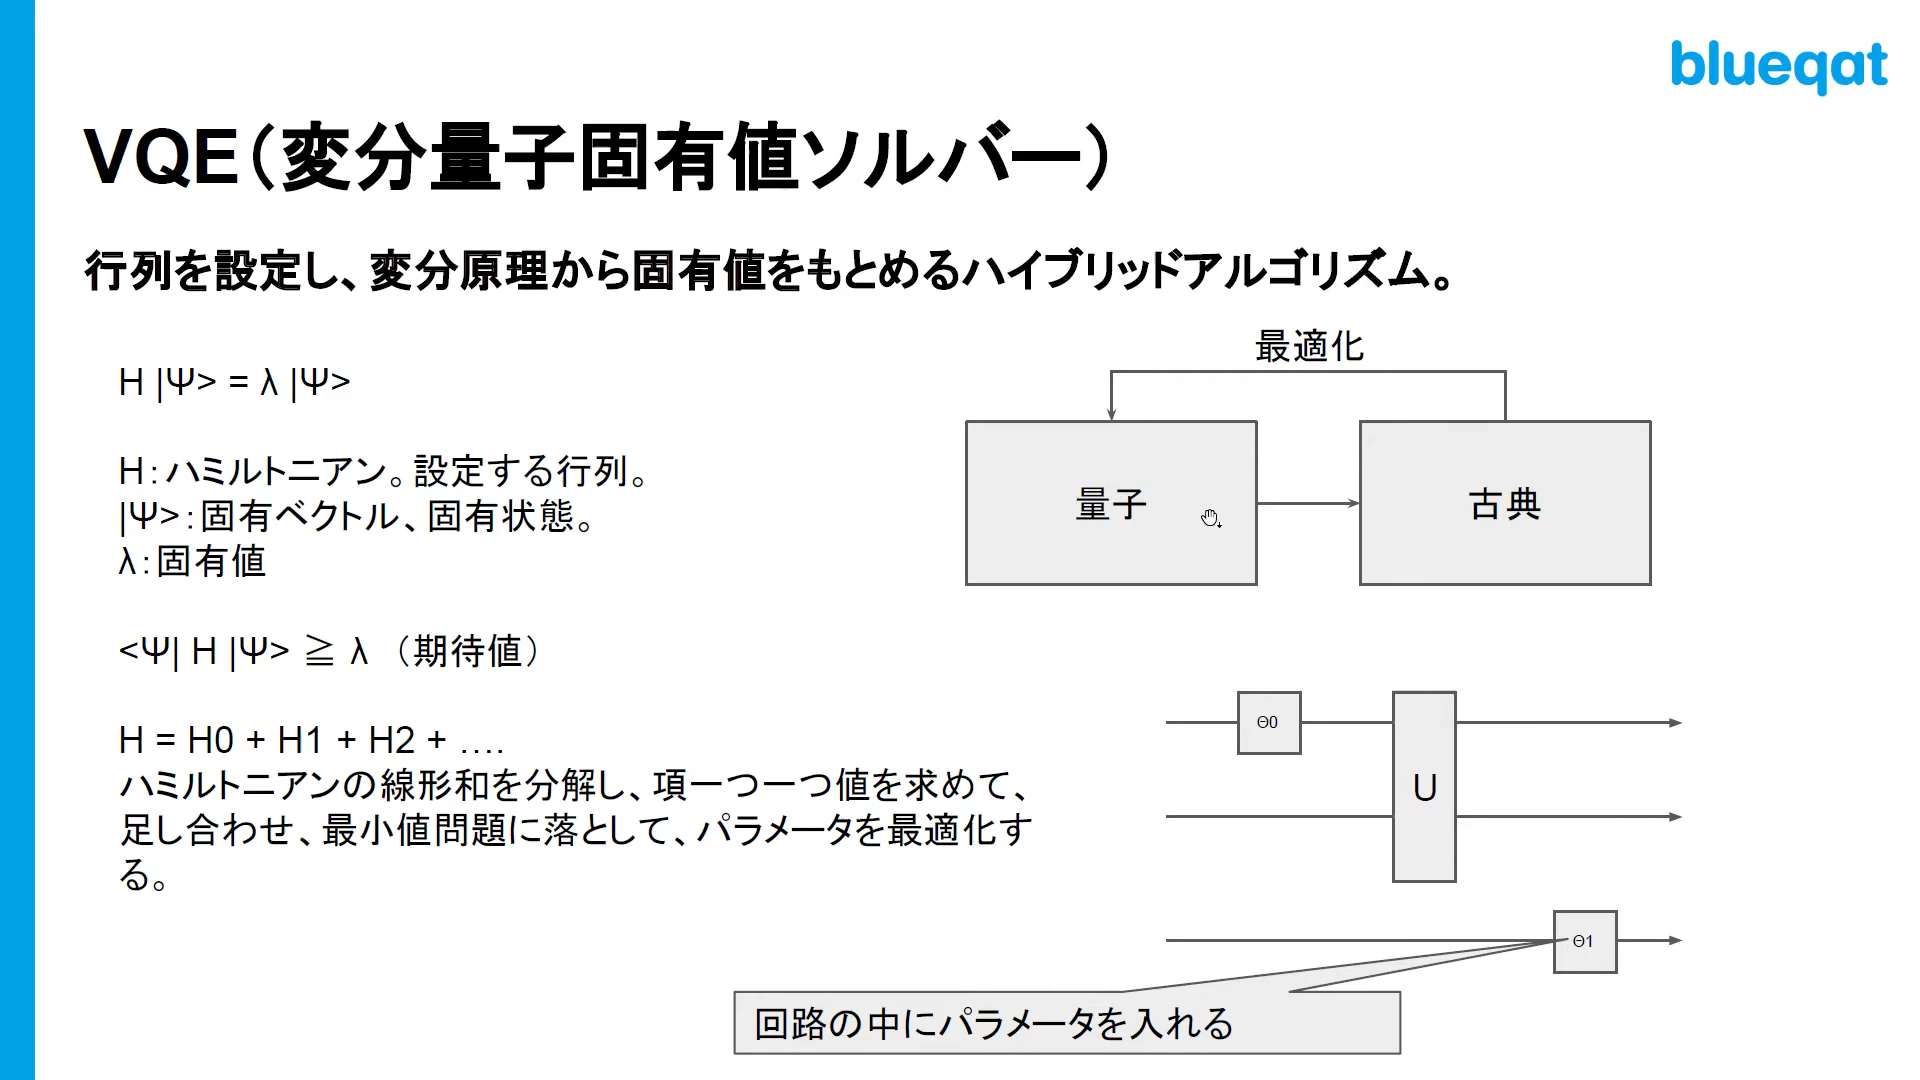 blueqat
VQE（変分量子固有値ソルバー）
行列を設定し、変分原理から固有値をもとめるハイブリッドアルゴリズム。
H |Ψ> = λ |Ψ>
H：ハミルトニアン。設定する行列。
|Ψ>：固有ベクトル、固有状態。
λ：固有値
<Ψ| H |Ψ> ≧ λ （期待値）
H = H0 + H1 + H2 + ....
ハミルトニアンの線形和を分解し、項一つ一つ値を求めて、
足し合わせ、最小値問題に落として、パラメータを最適化す
る。
最適化
量子
古典
Θ0
U
Θ1
回路の中にパラメータを入れる